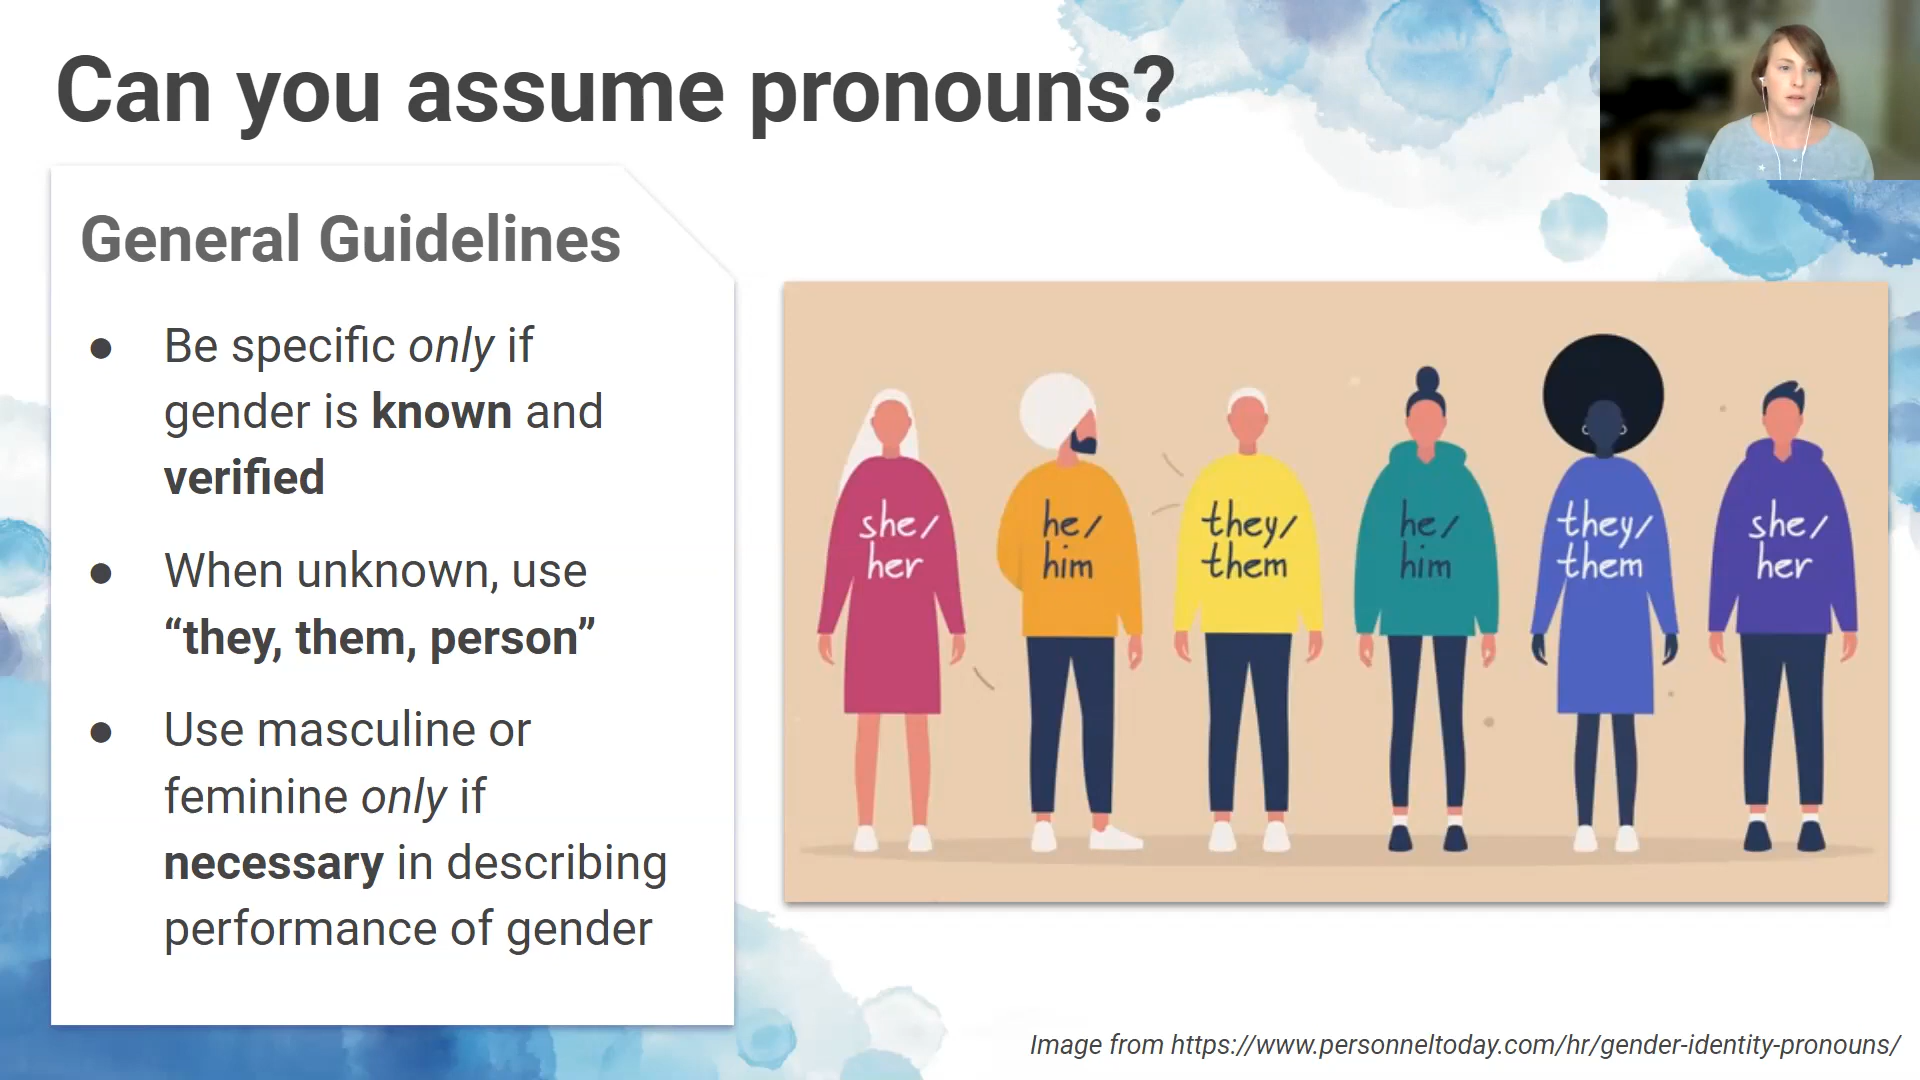 Can you assume pronouns?
General Guidelines
● Be specific only if
gender is known and
verified
● When unknown, use
“they, them, person”
● Use masculine or
feminine only if
necessary in describing
performance of gender
she/
her
he/
him
they/
them
he/
him
they/
them
she/
her
Image from https://www.personneltoday.com/hr/gender-identity-pronouns/